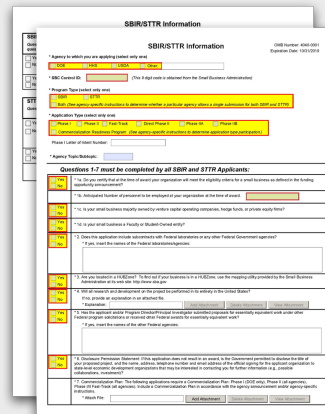 SBIR/STTR Information
SBIR/STTR Information
OMB Number: 4040-0001
Expiration Date: 10/31/2019
* Agency to which you are applying (select only one)
DOE HHS USDA Other:
* SBC Control ID: (This 9 digit code is obtained from the Small Business Administration)
* Program Type (select only one)
SBIR STTR
Both (See agency-specific instructions to determine whether a particular agency allows a single submission for both SBIR and STTR)
* Application Type (select only one)
Phase I Phase II Fast-Track Direct Phase II Phase IIA Phase IIB
Commercialization Readiness Program (See agency-specific instructions to determine application type participation.)
Phase I Letter of Intent Number:
* Agency Topic/Subtopic:
Questions 1-7 must be completed by all SBIR and STTR Applicants:
Yes
No
* 1a. Do you certify that at the time of award your organization will meet the eligibility criteria for a small business as defined in the funding
opportunity announcement?
* 1b. Anticipated Number of personnel to be employed at your organization at the time of award.
Yes
No
* 1c. Is your small business majority owned by venture capital operating companies, hedge funds, or private equity firms?
Yes
No
* 1d. Is your small business a Faculty or Student-Owned entity?
Yes
No
* 2. Does this application include subcontracts with Federal laboratories or any other Federal Government agencies?
* If yes, insert the names of the Federal laboratories/agencies:
Yes
No
* 3. Are you located in a HUBZone? To find out if your business is in a HUBZone, use the mapping utility provided by the Small Business
Administration at its web site: http://www.sba.gov
Yes
No
* 4. Will all research and development on the project be performed in its entirety in the United States?
If no, provide an explanation in an attached file.
* Explanation: Add Attachment Delete Attachment View Attachment
Yes
No
* 5. Has the applicant and/or Program Director/Principal Investigator submitted proposals for essentially equivalent work under other
Federal program solicitations or received other Federal awards for essentially equivalent work?
* If yes, insert the names of the other Federal agencies:
Yes
No
* 6. Disclosure Permission Statement: If this application does not result in an award, is the Government permitted to disclose the title of
your proposed project, and the name, address, telephone number and email address of the official signing for the applicant organization to
state-level economic development organizations that may be interested in contacting you for further information (e.g., possible
collaborations, investment)?
* 7. Commercialization Plan: The following applications require a Commercialization Plan: Phase I (DOE only), Phase II (all agencies),
Phase I/II Fast-Track (all agencies). Include a Commercialization Plan in accordance with the agency announcement and/or agency-specific
instructions.
* Attach File: Add Attachment Delete Attachment View Attachment